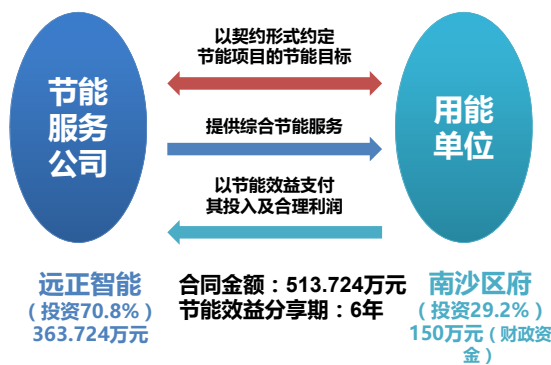 以契约形式约定
节能项目的节能目标
节能
服务
公司
用能
单位
提供综合节能服务
以节能效益支付
其投入及合理利润
远正智能
（投资70.8%）
363.724万元
合同金额：513.724万元
节能效益分享期：6年
南沙区府
（投资29.2%）
150万元（财政资
金）